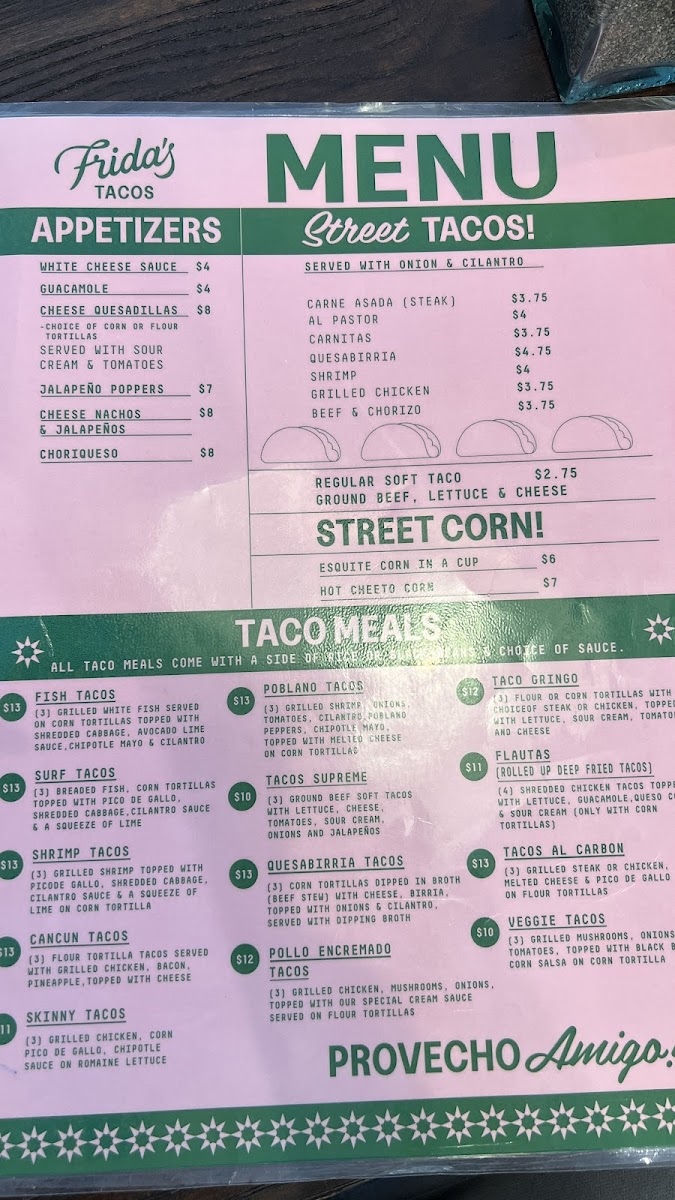 Frida's
TACOS
MENU
APPETIZERS
WHITE CHEESE SAUCE $4
GUACAMOLE $4
CHEESE QUESADILLAS $8
-CHOICE OF CORN OR FLOUR
TORTILLAS
SERVED WITH SOUR
CREAM & TOMATOES
JALAPEÑO POPPERS $7
CHEESE NACHOS $8
& JALAPEÑOS
CHORIQUESO $8
Street TACOS!
SERVED WITH ONION & CILANTRO
CARNE ASADA (STEAK) $3.75
AL PASTOR $4
CARNITAS $3.75
QUESABIRRIA $4.75
SHRIMP $4
GRILLED CHICKEN $3.75
BEEF & CHORIZO $3.75
REGULAR SOFT TACO $2.75
GROUND BEEF, LETTUCE & CHEESE
STREET CORN!
ESQUITE CORN IN A CUP $6
HOT CHEETO CORN $7
TACO MEALS
ALL TACO MEALS COME WITH A SIDE OF RICE & CHOICE OF SAUCE.
$13 FISH TACOS
(3) GRILLED WHITE FISH SERVED
ON CORN TORTILLAS TOPPED WITH
SHREDDED CABBAGE, AVOCADO LIME
SAUCE,CHIPOTLE MAYO & CILANTRO
$13 SURF TACOS
(3) BREADED FISH, CORN TORTILLAS
TOPPED WITH PICO DE GALLO,
SHREDDED CABBAGE,CILANTRO SAUCE
& A SQUEEZE OF LIME
$13 SHRIMP TACOS
(3) GRILLED SHRIMP TOPPED WITH
PICODE GALLO, SHREDDED CABBAGE,
CILANTRO SAUCE & A SQUEEZE OF
LIME ON CORN TORTILLA
$13 CANCUN TACOS
(3) FLOUR TORTILLA TACOS SERVED
WITH GRILLED CHICKEN, BACON,
PINEAPPLE,TOPPED WITH CHEESE
11 SKINNY TACOS
(3) GRILLED CHICKEN, CORN
PICO DE GALLO, CHIPOTLE
SAUCE ON ROMAINE LETTUCE
$13 POBLANO TACOS
(3) GRILLED SHRIMP, ONIONS,
TOMATOES, CILANTRO,POBLANO
PEPPERS, CHIPOTLE MAYO,
TOPPED WITH MELTED CHEESE
ON CORN TORTILLAS
$10 TACOS SUPREME
(3) GROUND BEEF SOFT TACOS
WITH LETTUCE, CHEESE,
TOMATOES, SOUR CREAM,
ONIONS AND JALAPEÑOS
$13 QUESABIRRIA TACOS
(3) CORN TORTILLAS DIPPED IN BROTH
(BEEF STEW) WITH CHEESE, BIRRIA,
TOPPED WITH ONIONS & CILANTRO,
SERVED WITH DIPPING BROTH
$12 POLLO ENCREMADO
TACOS
(3) GRILLED CHICKEN, MUSHROOMS, ONIONS,
TOPPED WITH OUR SPECIAL CREAM SAUCE
SERVED ON FLOUR TORTILLAS
$12 TACO GRINGO
(3) FLOUR OR CORN TORTILLAS WITH
CHOICEOF STEAK OR CHICKEN, TOPPED
WITH LETTUCE, SOUR CREAM, TOMATO
AND CHEESE
$11 FLAUTAS
(ROLLED UP DEEP FRIED TACOS)
(4) SHREDDED CHICKEN TACOS TOPPE
WITH LETTUCE, GUACAMOLE,QUESO
& SOUR CREAM (ONLY WITH CORN
TORTILLAS)
$13 TACOS AL CARBON
(3) GRILLED STEAK OR CHICKEN,
MELTED CHEESE & PICO DE GALLO
ON FLOUR TORTILLAS
$10 VEGGIE TACOS
(3) GRILLED MUSHROOMS, ONIONS
TOMATOES, TOPPED WITH BLACK B
CORN SALSA ON CORN TORTILLA
PROVECHO Amigo!